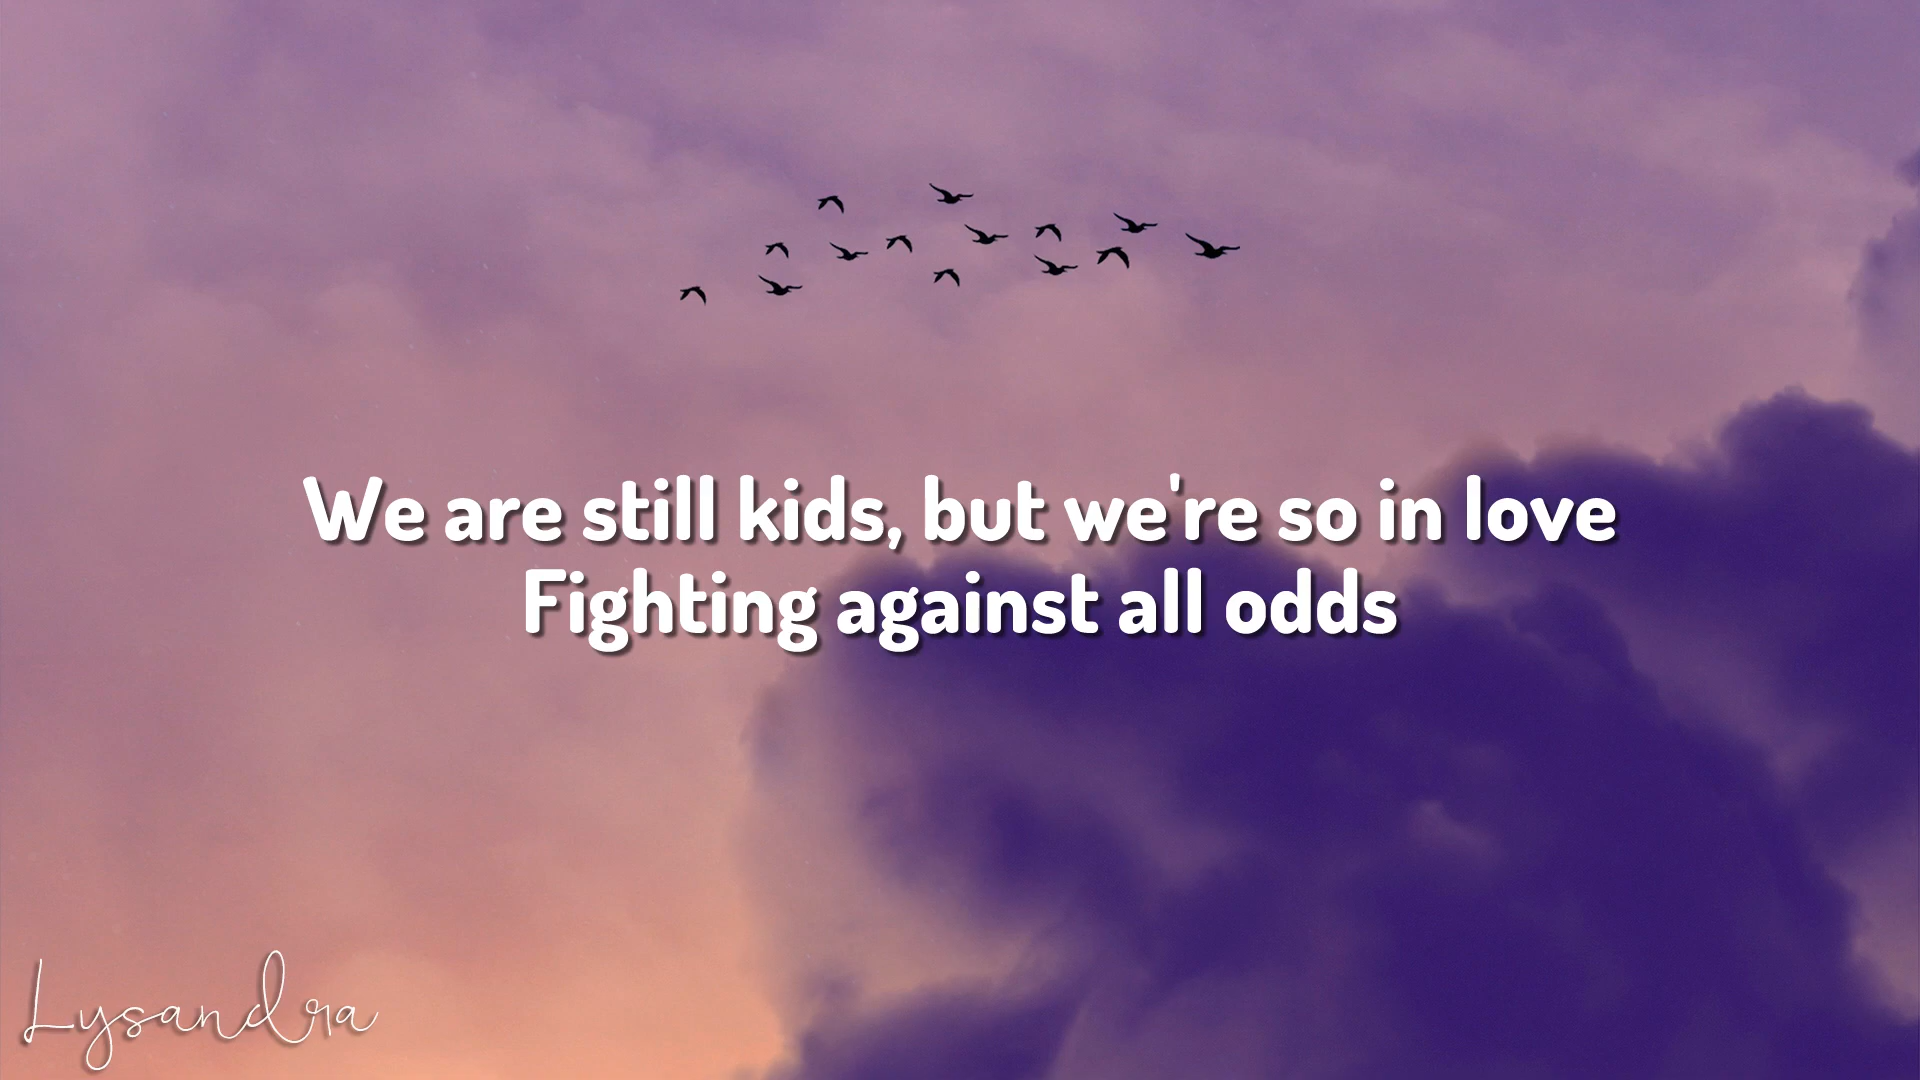 We are still kids, but we're so in love
Fighting against all odds
Lysandra